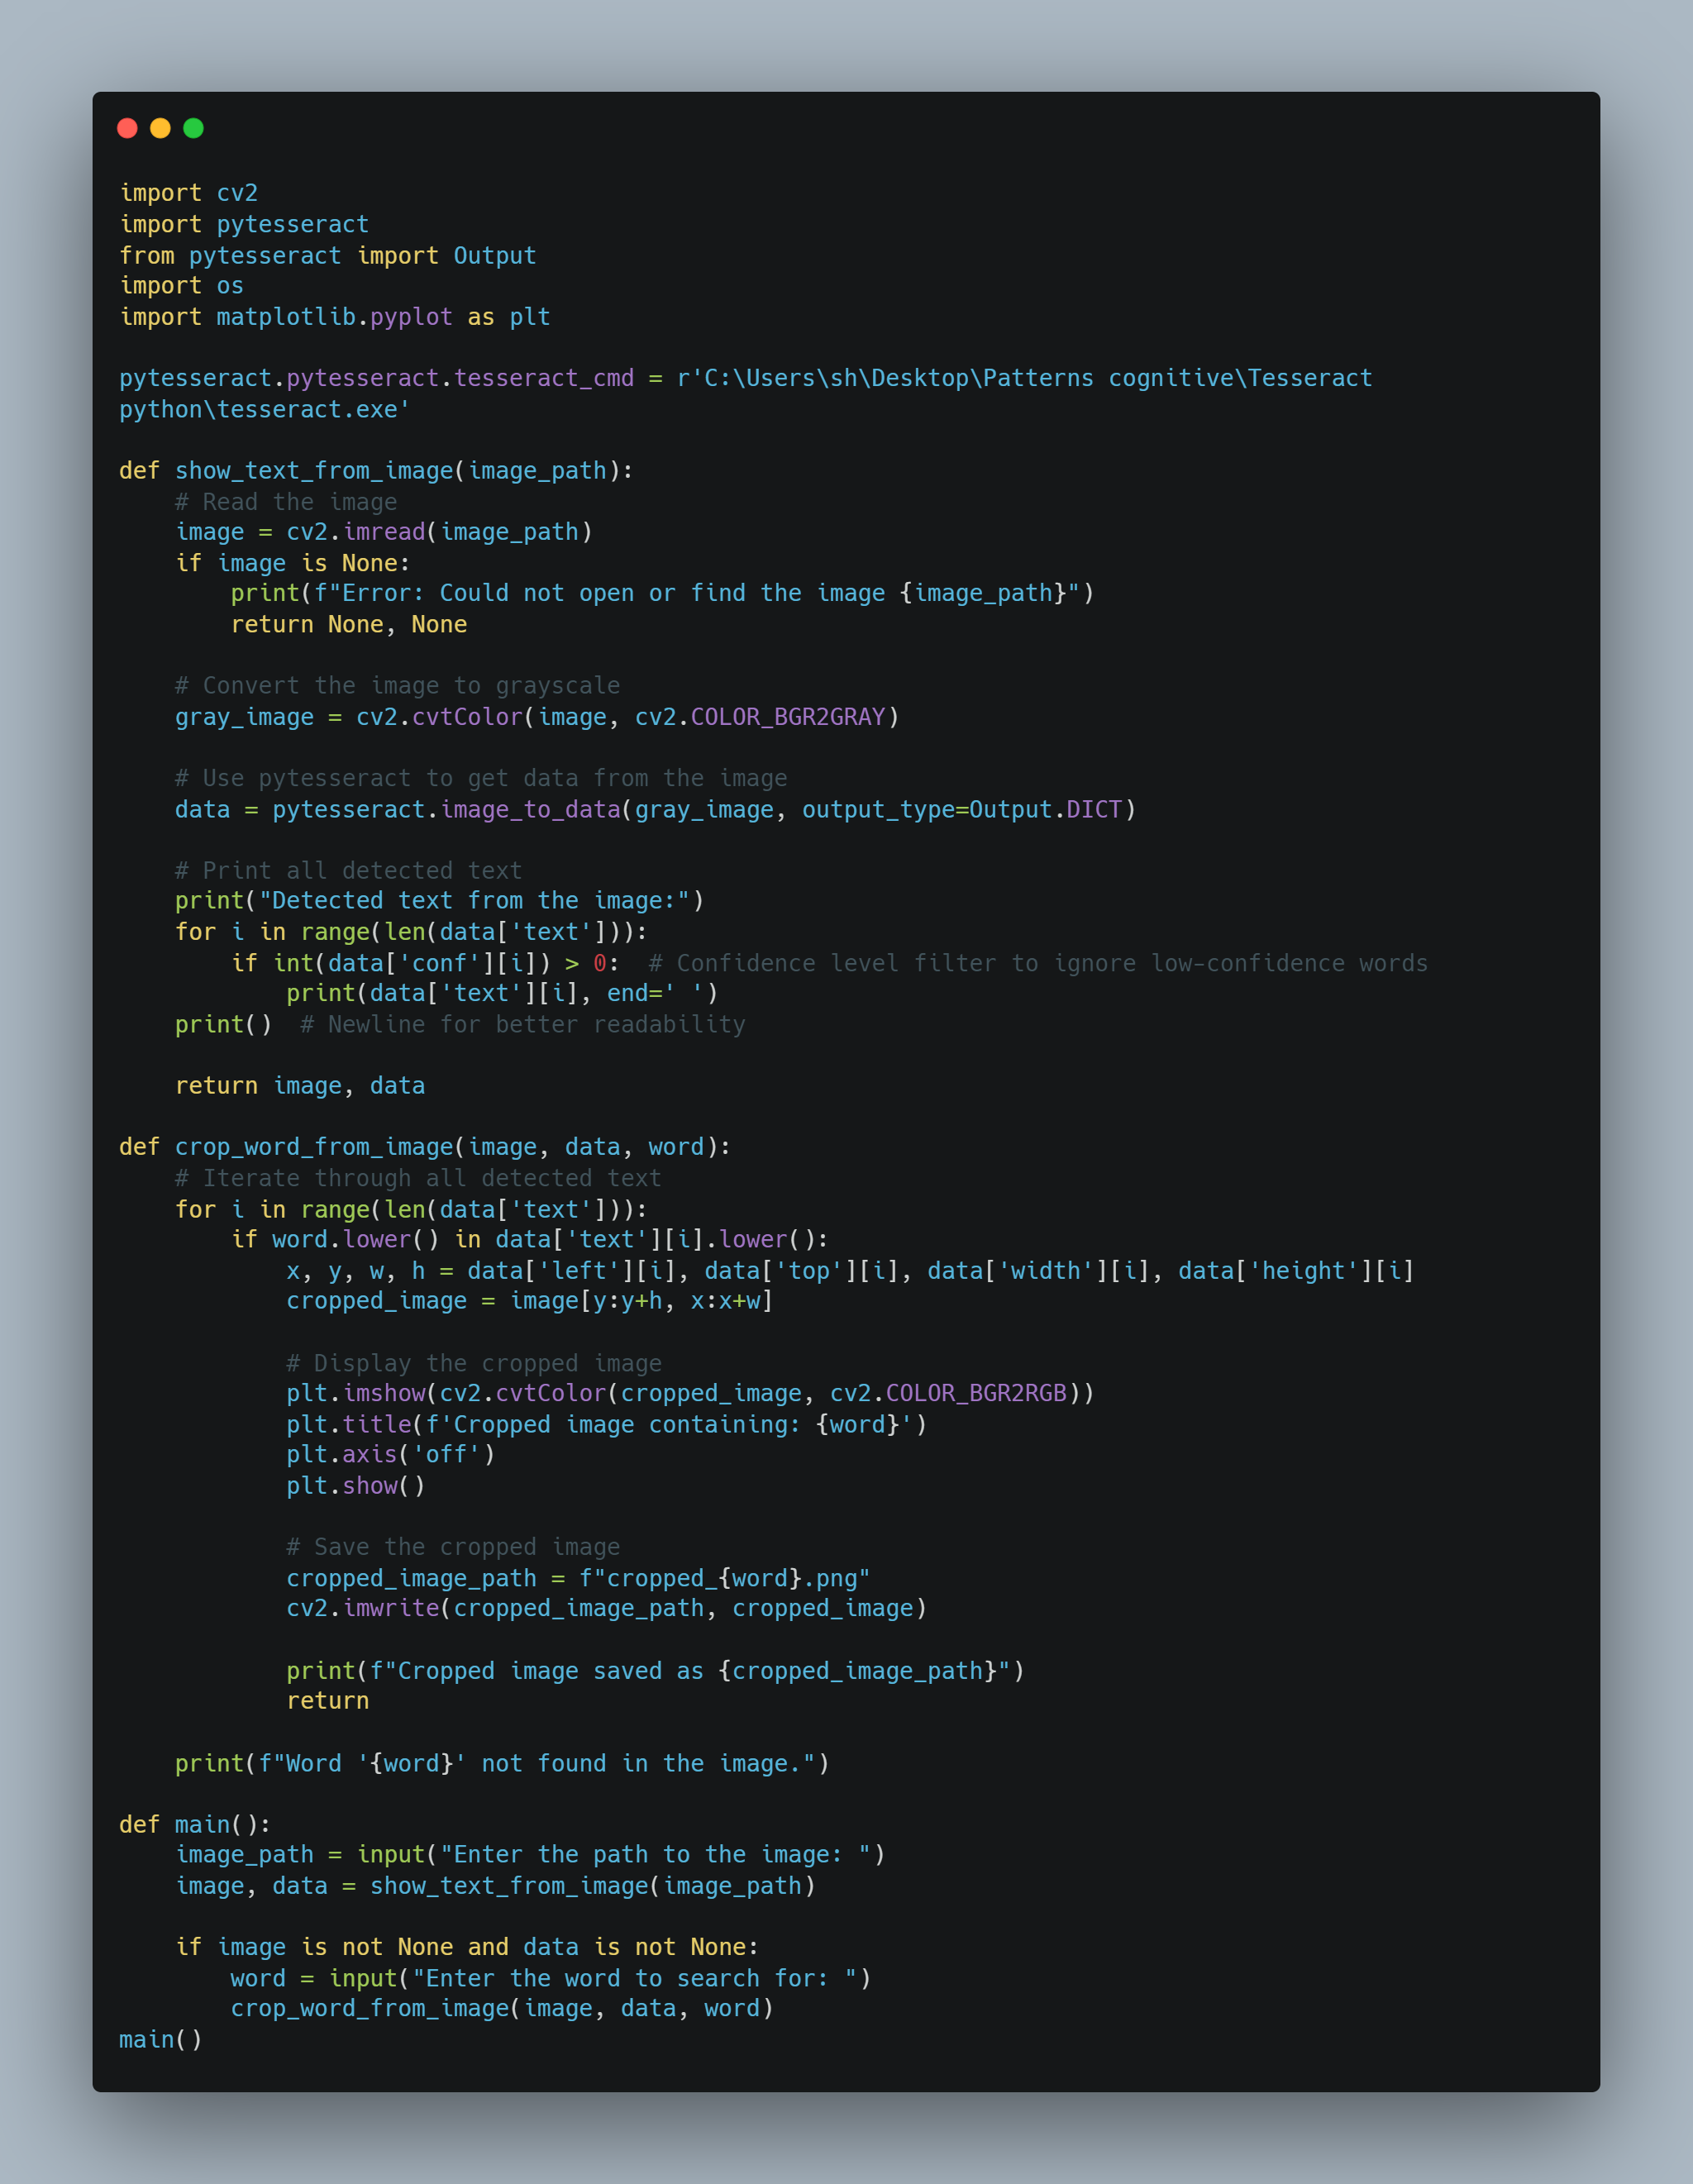 import cv2
import pytesseract
from pytesseract import Output
import os
import matplotlib.pyplot as plt

pytesseract.pytesseract.tesseract_cmd = r'C:\Users\sh\Desktop\Patterns cognitive\Tesseract
python\tesseract.exe'

def show_text_from_image(image_path):
    # Read the image
    image = cv2.imread(image_path)
    if image is None:
        print(f"Error: Could not open or find the image {image_path}")
        return None, None

    # Convert the image to grayscale
    gray_image = cv2.cvtColor(image, cv2.COLOR_BGR2GRAY)

    # Use pytesseract to get data from the image
    data = pytesseract.image_to_data(gray_image, output_type=Output.DICT)

    # Print all detected text
    print("Detected text from the image:")
    for i in range(len(data['text'])):
        if int(data['conf'][i]) > 0:  # Confidence level filter to ignore low-confidence words
            print(data['text'][i], end=' ')
    print()  # Newline for better readability

    return image, data

def crop_word_from_image(image, data, word):
    # Iterate through all detected text
    for i in range(len(data['text'])):
        if word.lower() in data['text'][i].lower():
            x, y, w, h = data['left'][i], data['top'][i], data['width'][i], data['height'][i]
            cropped_image = image[y:y+h, x:x+w]

            # Display the cropped image
            plt.imshow(cv2.cvtColor(cropped_image, cv2.COLOR_BGR2RGB))
            plt.title(f'Cropped image containing: {word}')
            plt.axis('off')
            plt.show()

            # Save the cropped image
            cropped_image_path = f"cropped_{word}.png"
            cv2.imwrite(cropped_image_path, cropped_image)

            print(f"Cropped image saved as {cropped_image_path}")
            return

    print(f"Word '{word}' not found in the image.")

def main():
    image_path = input("Enter the path to the image: ")
    image, data = show_text_from_image(image_path)

    if image is not None and data is not None:
        word = input("Enter the word to search for: ")
        crop_word_from_image(image, data, word)
main()